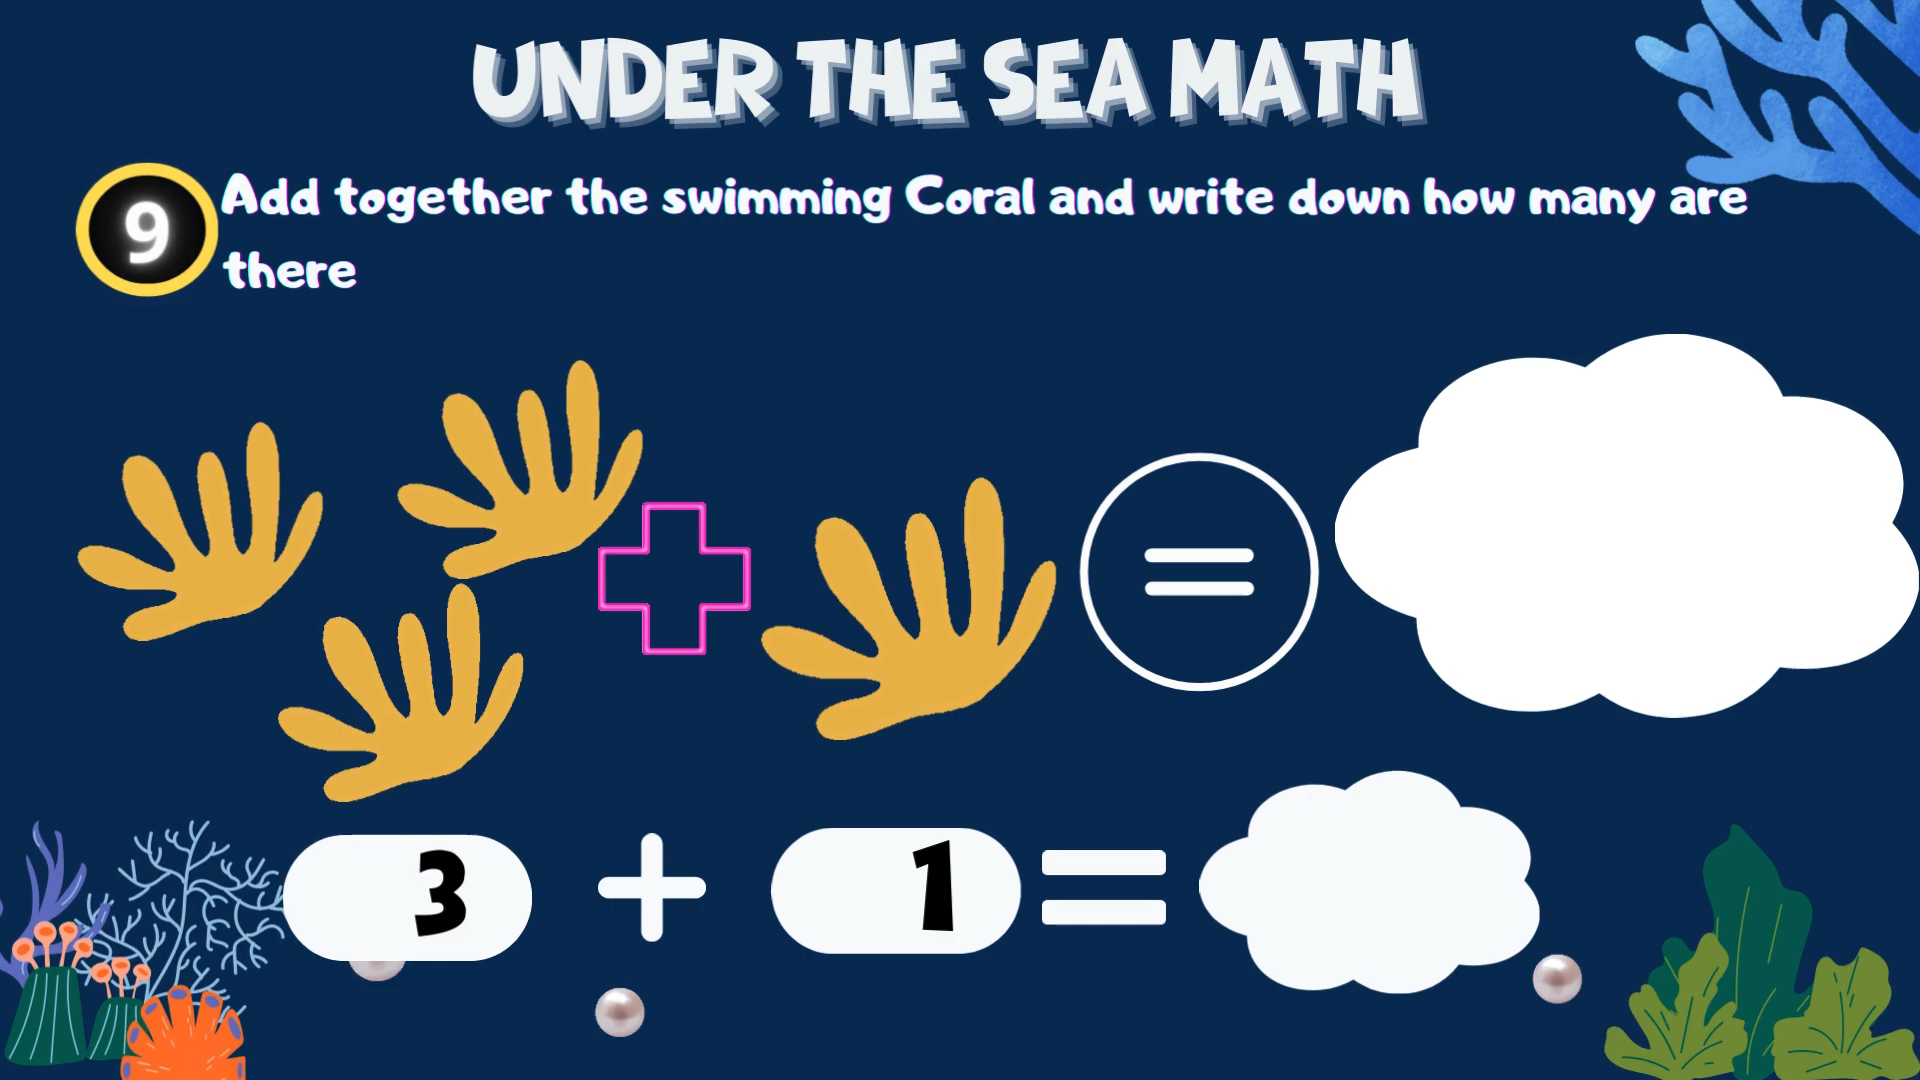 UNDER THE SEA MATH
9
Add together the swimming Coral and write down how many are
there
+ =
3 + 1 =